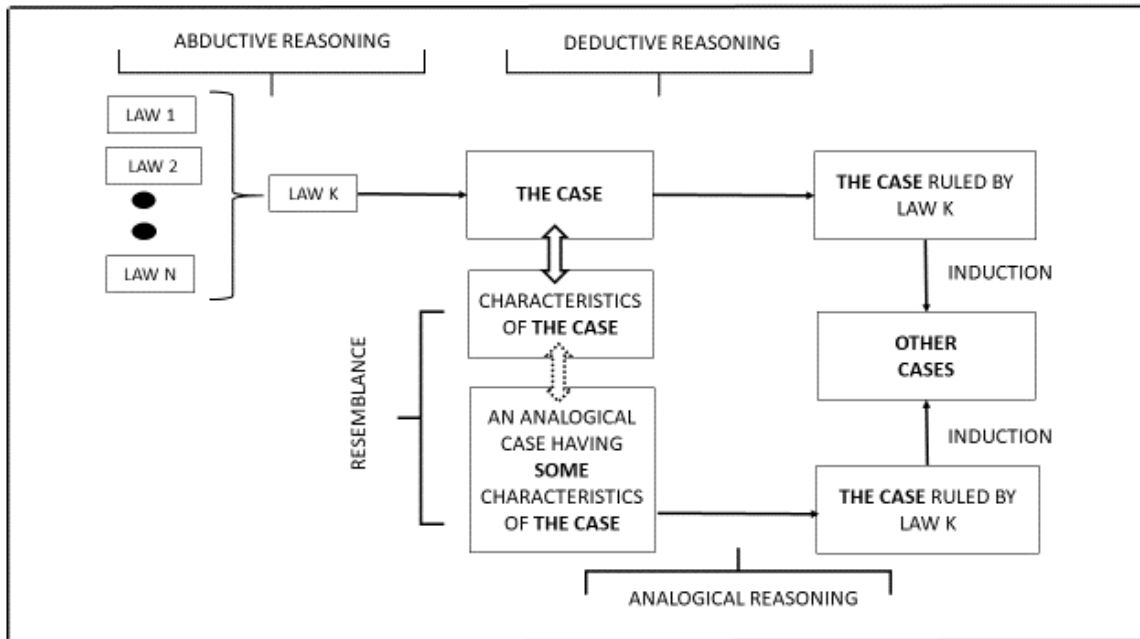 ABDUCTIVE REASONING
DEDUCTIVE REASONING
LAW 1
LAW 2
LAW N
LAW K
THE CASE
THE CASE RULED BY
LAW K
INDUCTION
CHARACTERISTICS
OF THE CASE
OTHER
CASES
RESEMBLANCE
AN ANALOGICAL
CASE HAVING
SOME
CHARACTERISTICS
OF THE CASE
INDUCTION
THE CASE RULED BY
LAW K
ANALOGICAL REASONING